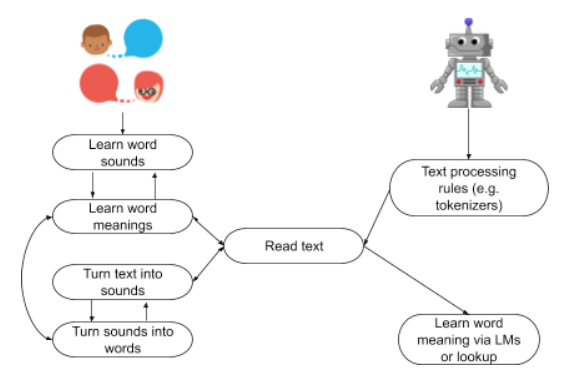 Learn word
sounds
Learn word
meanings
Turn text into
sounds
Turn sounds into
words
Read text
Text processing
rules (e.g.
tokenizers)
Learn word
meaning via LMs
or lookup